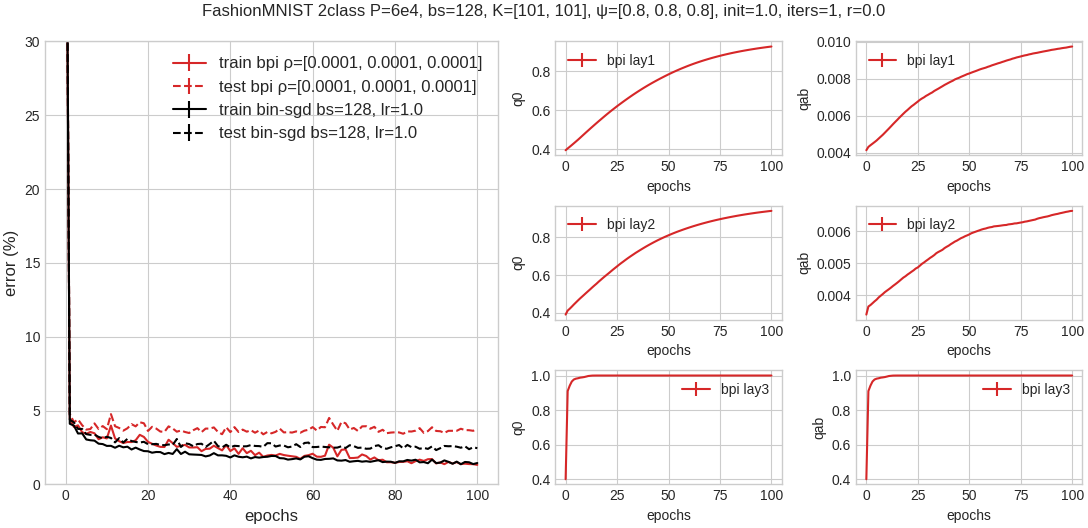 FashionMNIST 2class P=6e4, bs=128, K=[101, 101], ψ=[0.8, 0.8, 0.8], init=1.0, iters=1, r=0.0
error (%)
30
25
20
15
10
5
0
train bpi ρ=[0.0001, 0.0001, 0.0001]
test bpi ρ=[0.0001, 0.0001, 0.0001]
train bin-sgd bs=128, lr=1.0
test bin-sgd bs=128, lr=1.0
0 20 40 60 80 100
epochs
q0
0.8
0.6
0.4
bpi lay1
0 25 50 75 100
epochs
qab
0.010
0.008
0.006
0.004
bpi lay1
0 25 50 75 100
epochs
q0
0.8
0.6
0.4
bpi lay2
0 25 50 75 100
epochs
qab
0.006
0.005
0.004
bpi lay2
0 25 50 75 100
epochs
q0
1.0
0.8
0.6
0.4
bpi lay3
0 25 50 75 100
epochs
qab
1.0
0.8
0.6
0.4
bpi lay3
0 25 50 75 100
epochs